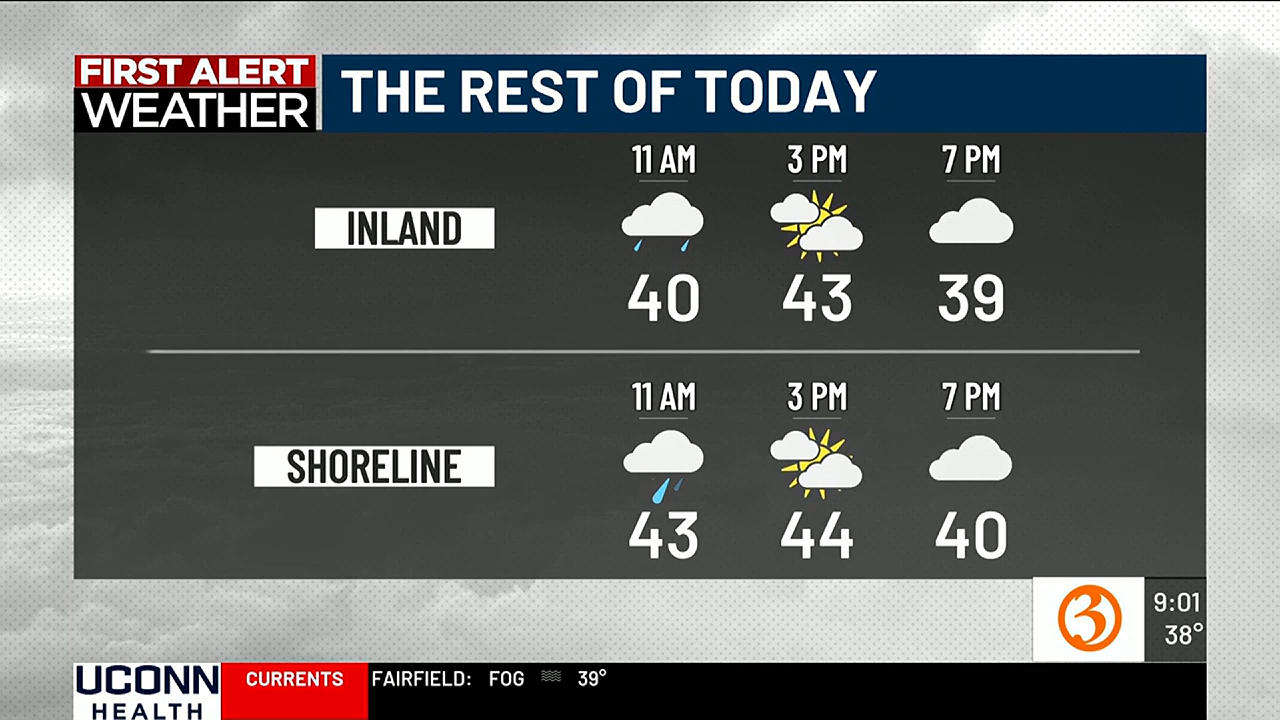 FIRST ALERT
WEATHER
THE REST OF TODAY
11 AM 3 PM 7 PM
INLAND
40 43 39
11 AM 3 PM 7 PM
SHORELINE
43 44 40
3
9:01
38°
UCONN
HEALTH
CURRENTS
FAIRFIELD: FOG 39°